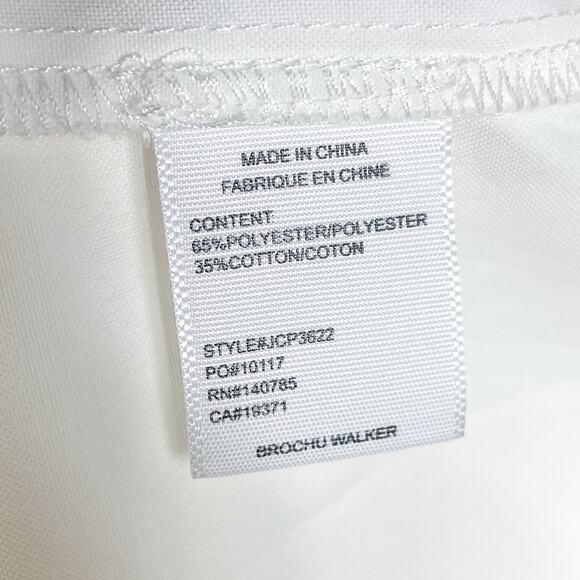 MADE IN CHINA
FABRIQUE EN CHINE
CONTENT
65%POLYESTER/POLYESTER
35%COTTON/COTON
STYLE#JCP3622
PO#10117
RN#140785
CA#19371
BROCHU WALKER